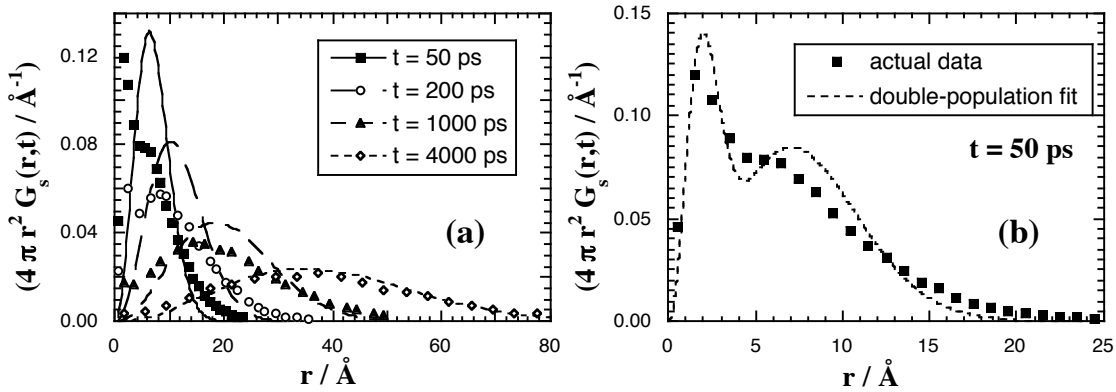 (4 π r² Gₛ(r,t) / Å⁻¹)
0.12
0.08
0.04
0.00
t = 50 ps
t = 200 ps
t = 1000 ps
t = 4000 ps
(a)
0 20 40 60 80
r / Å
(4 π r² Gₛ(r,t) / Å⁻¹)
0.15
0.10
0.05
0.00
actual data
double-population fit
t = 50 ps
(b)
0 5 10 15 20 25
r / Å